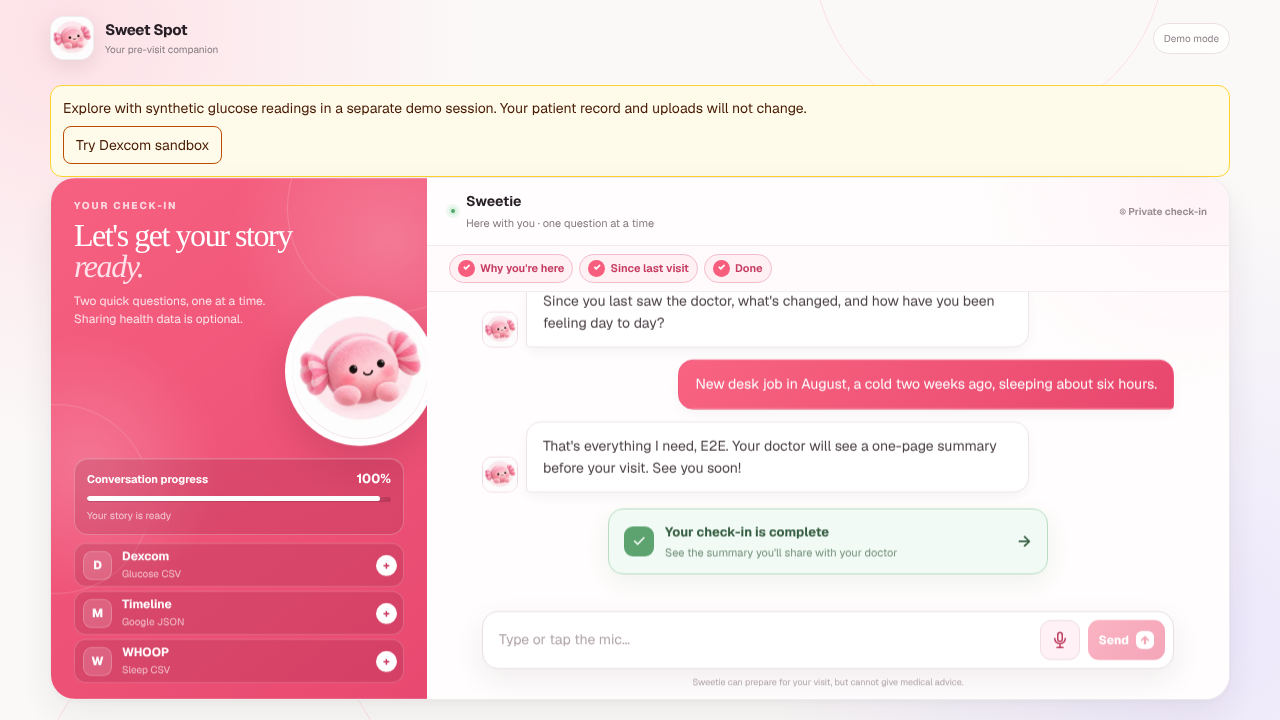 Sweet Spot
Your pre-visit companion
Demo mode
Explore with synthetic glucose readings in a separate demo session. Your patient record and uploads will not change.
Try Dexcom sandbox
YOUR CHECK-IN
Let's get your story
ready.
Two quick questions, one at a time.
Sharing health data is optional.
Conversation progress
100%
Your story is ready
D
Dexcom
Glucose CSV
+
M
Timeline
Google JSON
+
W
WHOOP
Sleep CSV
+
Sweetie
Here with you · one question at a time
Private check-in
Why you're here
Since last visit
Done
Since you last saw the doctor, what's changed, and how have you been
feeling day to day?
New desk job in August, a cold two weeks ago, sleeping about six hours.
That's everything I need, E2E. Your doctor will see a one-page summary
before your visit. See you soon!
Your check-in is complete
See the summary you'll share with your doctor
Type or tap the mic...
Send
Sweetie can prepare for your visit, but cannot give medical advice.